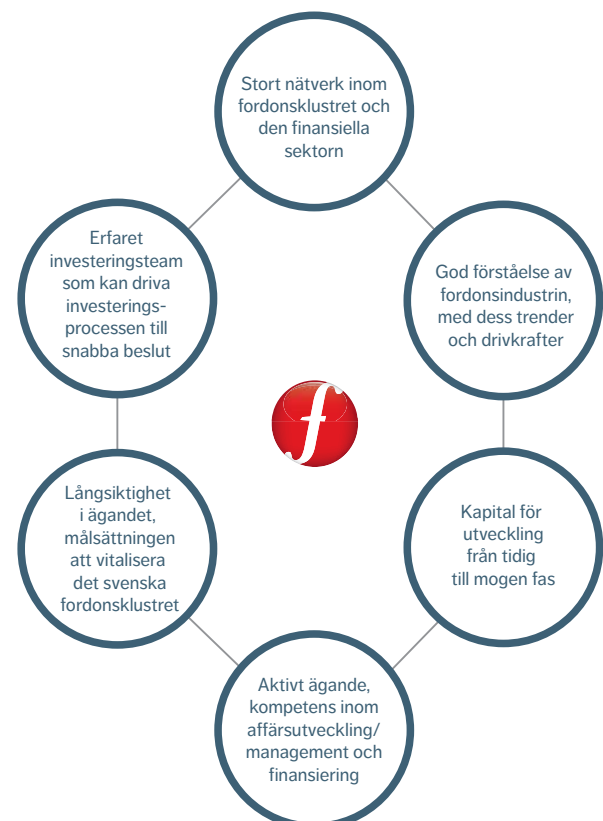 Stort nätverk inom
fordonsklustret och
den finansiella
sektorn
God förståelse av
fordonsindustrin,
med dess trender
och drivkrafter
Kapital för
utveckling
från tidig
till mogen fas
Aktivt ägande,
kompetens inom
affärsutveckling/
management och
finansiering
Långsiktighet
i ägandet,
målsättningen
att vitalisera
det svenska
fordonsklustret
Erfaret
investeringsteam
som kan driva
investerings-
processen till
snabba beslut
f